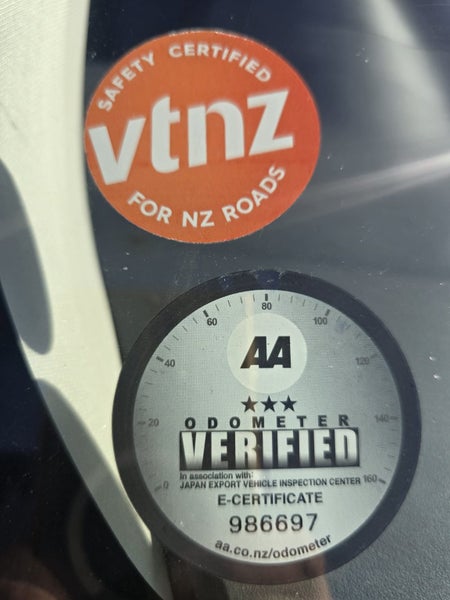 SAFETY CERTIFIED
vtnz
FOR NZ ROADS
0
20
40
60
80
100
120
140
160
AA
ODOMETER
VERIFIED
In association with:
JAPAN EXPORT VEHICLE INSPECTION CENTER
E-CERTIFICATE
986697
aa.co.nz/odometer